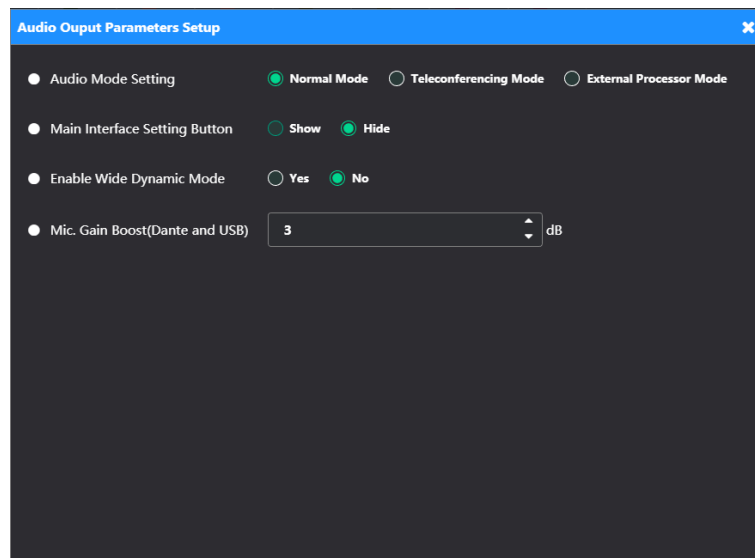 Audio Ouput Parameters Setup
Audio Mode Setting Normal Mode Teleconferencing Mode External Processor Mode
Main Interface Setting Button Show Hide
Enable Wide Dynamic Mode Yes No
Mic. Gain Boost(Dante and USB) 3 dB